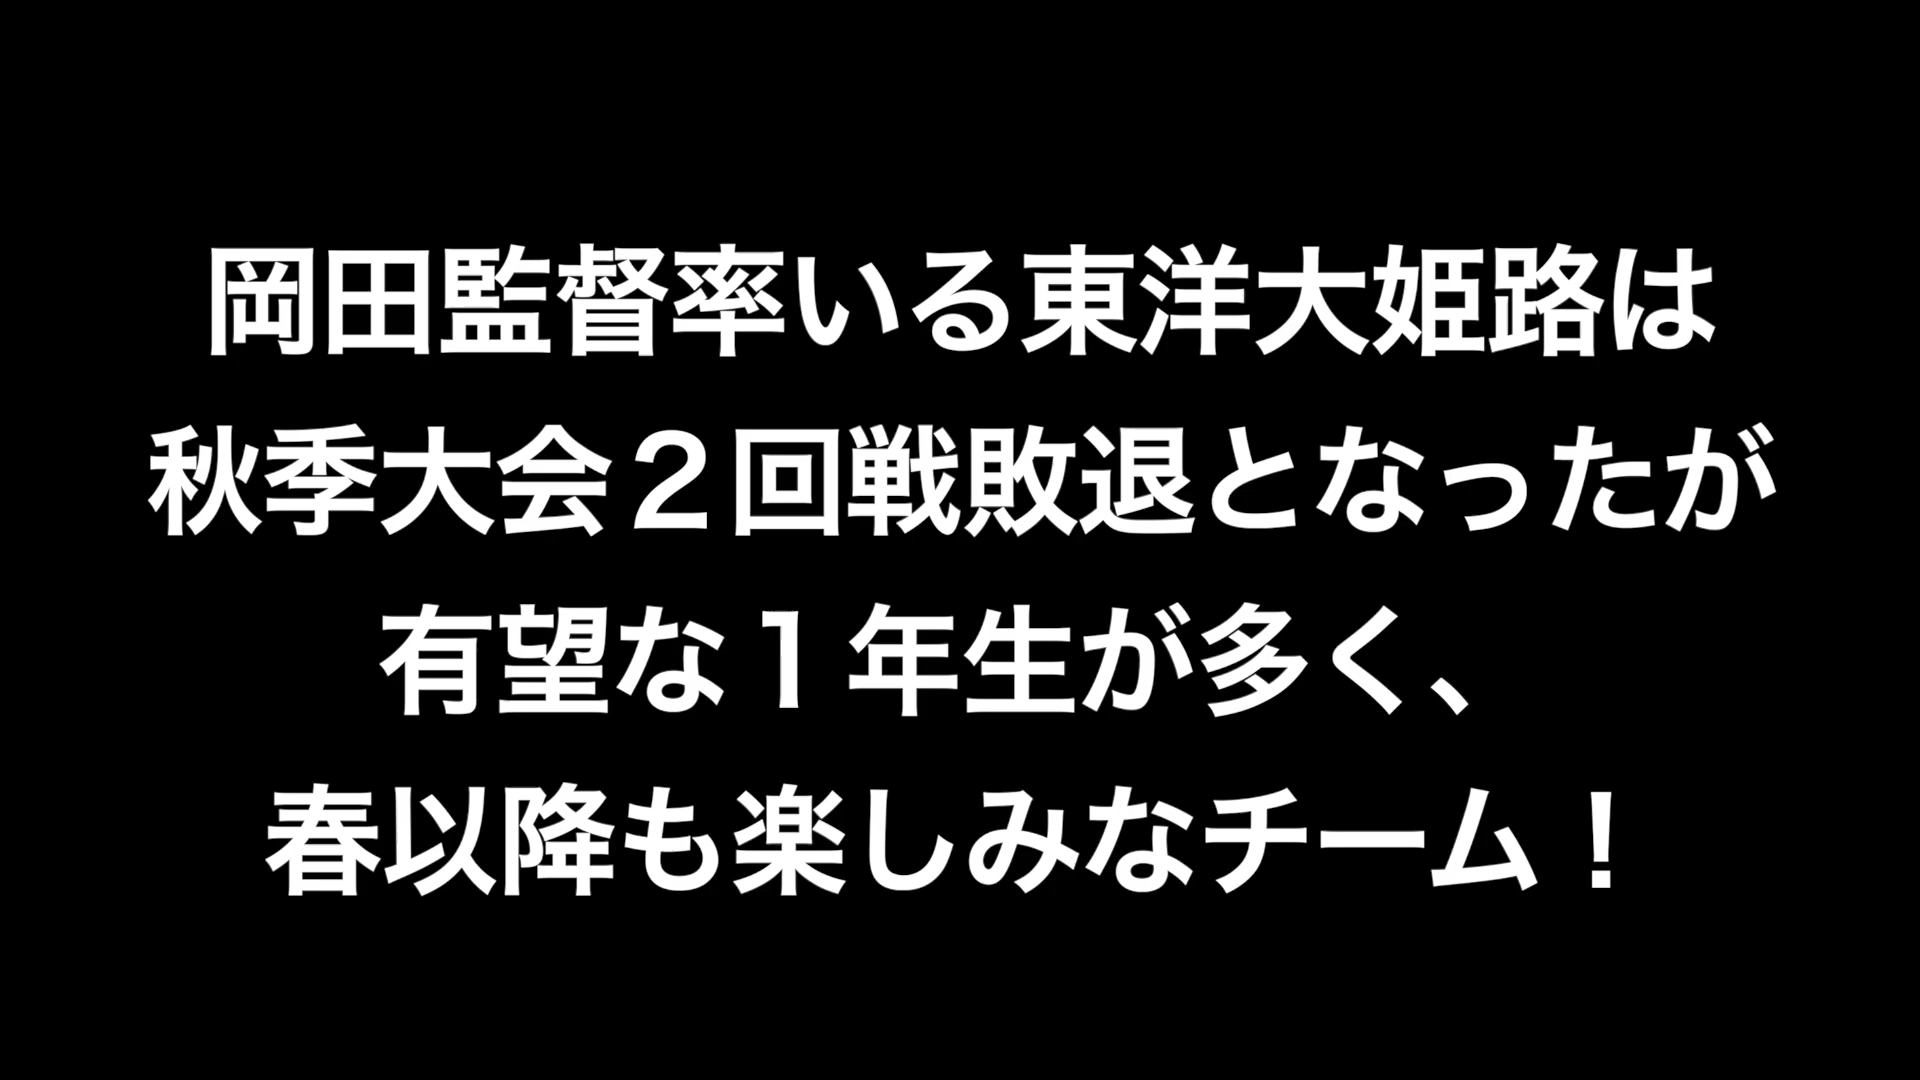 岡田監督率いる東洋大姫路は
秋季大会２回戦敗退となったが
有望な１年生が多く、
春以降も楽しみなチーム！